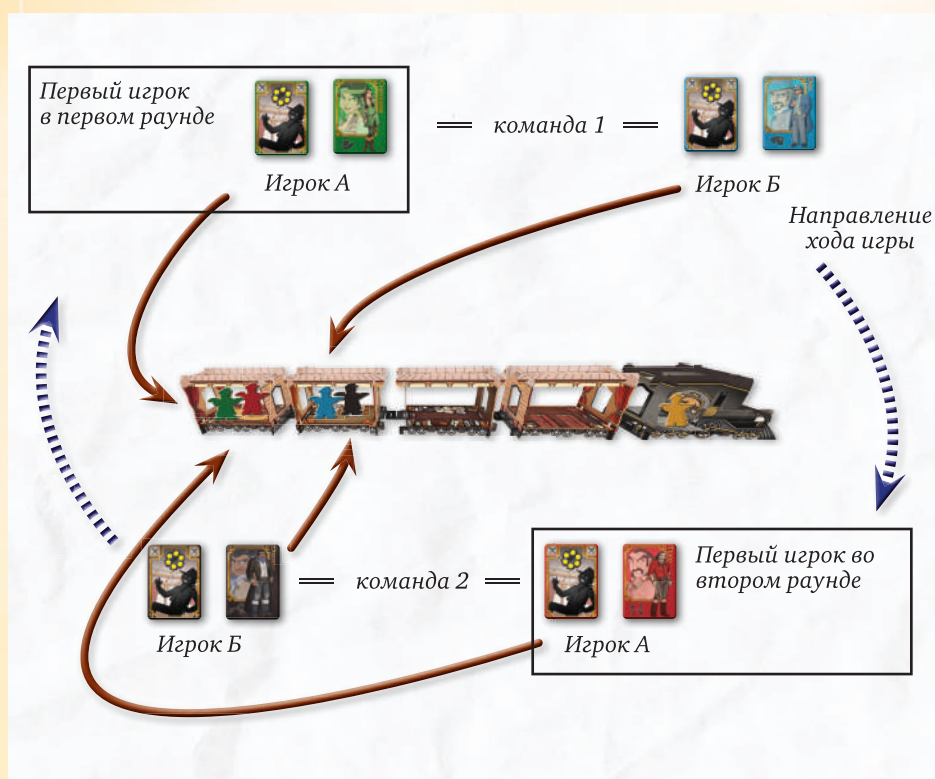 Первый игрок
в первом раунде
Игрок А
команда 1
Игрок Б
Направление
хода игры
команда 2
Игрок Б
Игрок А
Первый игрок во
втором раунде